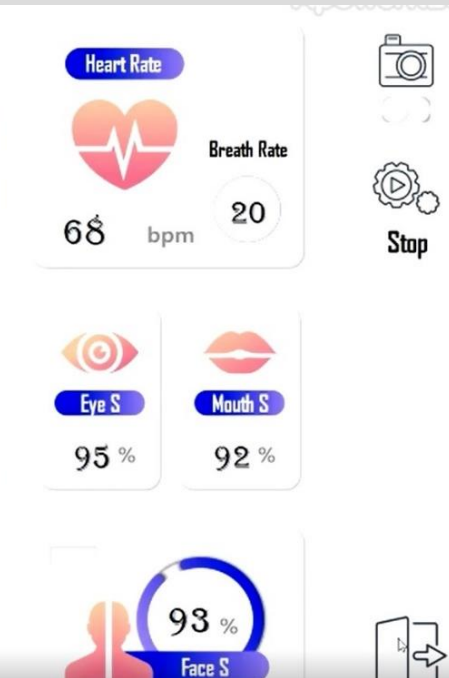 Heart Rate
Breath Rate
20
68 bpm
Stop
Eye S
Mouth S
95 %
92 %
93 %
Face S